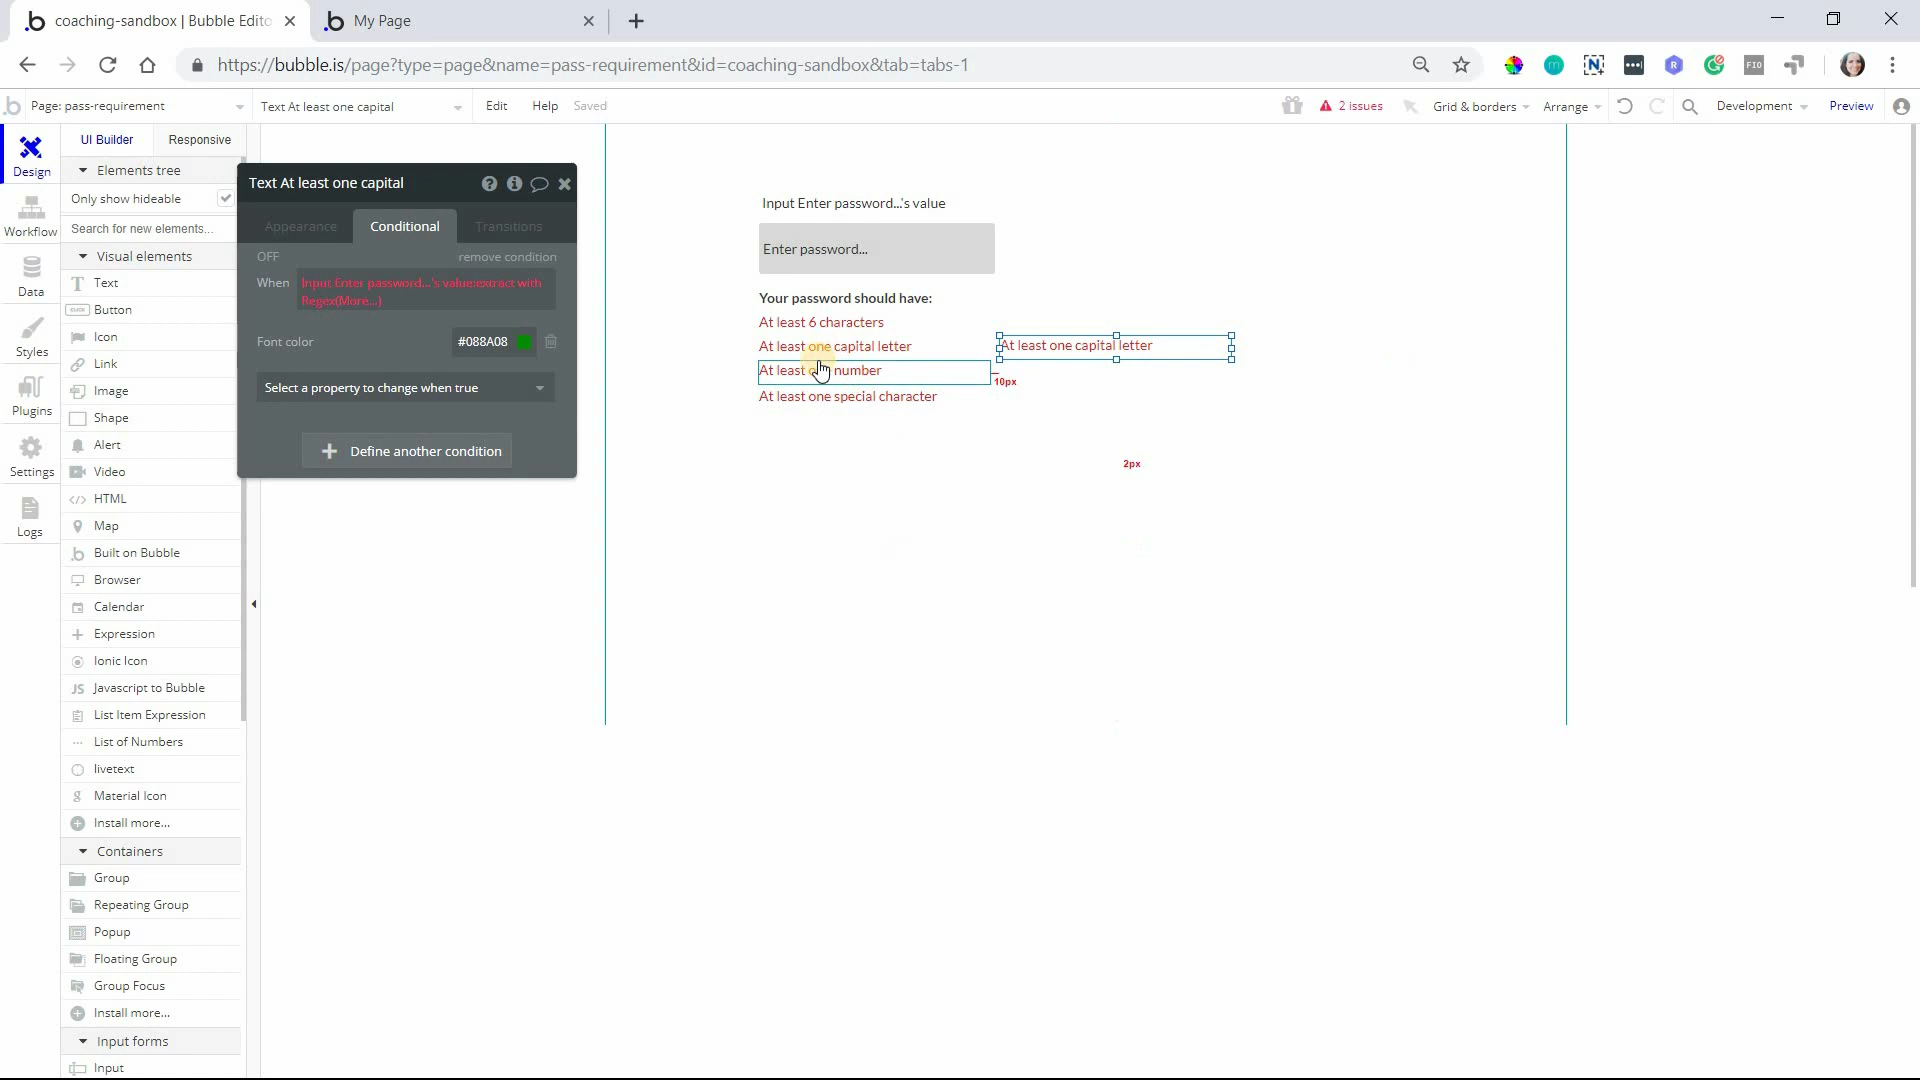 coaching-sandbox | Bubble Edito
My Page
https://bubble.is/page?type=page&name=pass-requirement&id=coaching-sandbox&tab=tabs-1
FIO
Page: pass-requirement
Text At least one capital
Edit
Help
Saved
2 issues
Grid & borders
Arrange
Development
Preview
Design
Workflow
Data
Styles
Plugins
Settings
Logs
UI Builder
Responsive
Elements tree
Only show hideable
Search for new elements...
Visual elements
Text
Button
Icon
Link
Image
Shape
Alert
Video
HTML
Map
Built on Bubble
Browser
Calendar
Expression
Ionic Icon
Javascript to Bubble
List Item Expression
List of Numbers
livetext
Material Icon
Install more...
Containers
Group
Repeating Group
Popup
Floating Group
Group Focus
Install more...
Input forms
Input
Text At least one capital
Appearance
Conditional
Transitions
OFF
remove condition
When
Input Enter password...'s value:extract with
Regex(More...)
Font color
#088A08
Select a property to change when true
Define another condition
Input Enter password...'s value
Enter password...
Your password should have:
At least 6 characters
At least one capital letter
At least one capital letter
At least number
10px
At least one special character
2px